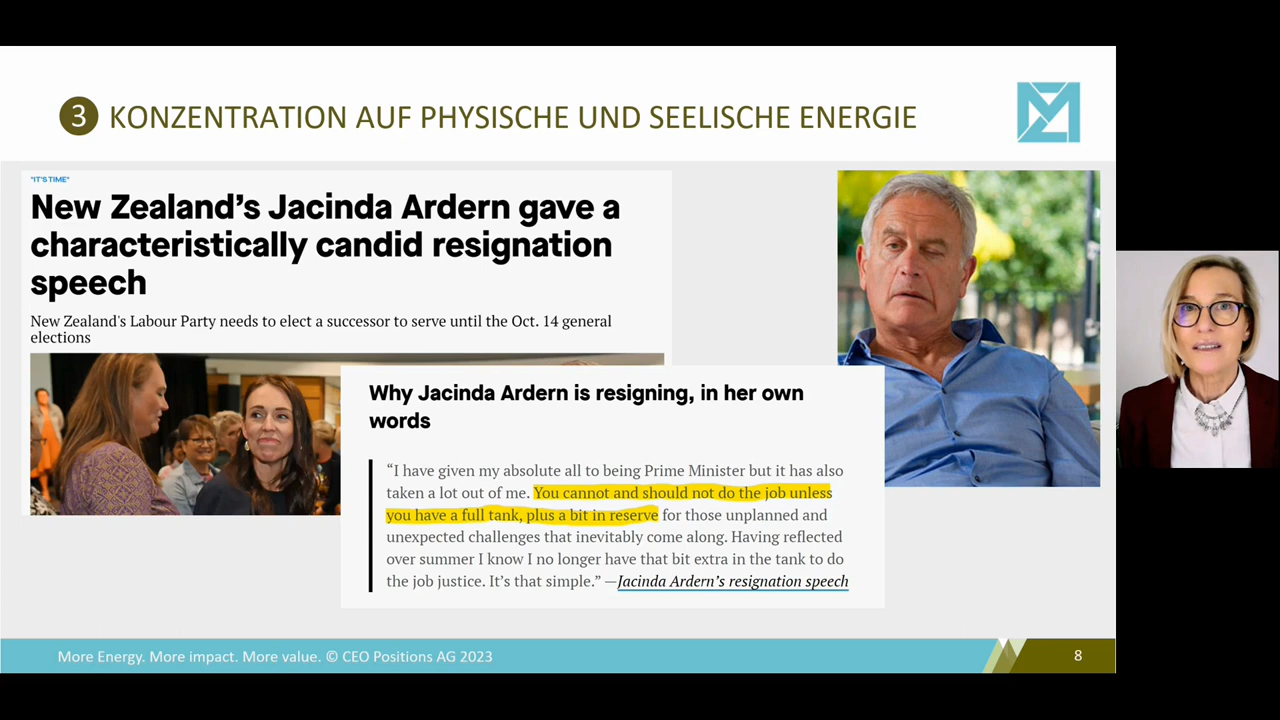 3 KONZENTRATION AUF PHYSISCHE UND SEELISCHE ENERGIE
"IT'S TIME"
New Zealand's Jacinda Ardern gave a
characteristically candid resignation
speech
New Zealand's Labour Party needs to elect a successor to serve until the Oct. 14 general
elections
Why Jacinda Ardern is resigning, in her own
words
“I have given my absolute all to being Prime Minister but it has also
taken a lot out of me. You cannot and should not do the job unless
you have a full tank, plus a bit in reserve for those unplanned and
unexpected challenges that inevitably come along. Having reflected
over summer I know I no longer have that bit extra in the tank to do
the job justice. It’s that simple.” —Jacinda Ardern’s resignation speech
More Energy. More impact. More value. © CEO Positions AG 2023
8